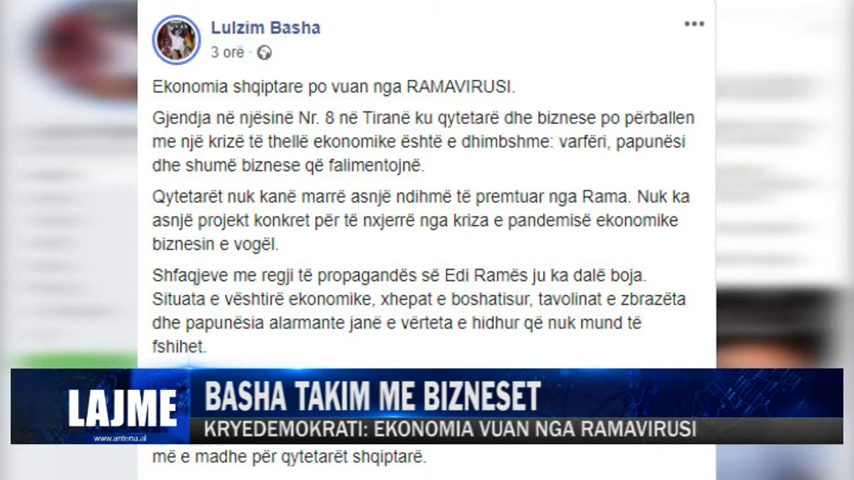 Lulzim Basha
3 orë ·
Ekonomia shqiptare po vuan nga RAMAVIRUSI.
Gjendja në njësinë Nr. 8 në Tiranë ku qytetarë dhe biznese po përballen
me një krizë të thellë ekonomike është e dhimbshme: varfëri, papunësi
dhe shumë biznese që falimentojnë.
Qytetarët nuk kanë marrë asnjë ndihmë të premtuar nga Rama. Nuk ka
asnjë projekt konkret për të nxjerrë nga kriza e pandemisë ekonomike
biznesin e vogël.
Shfaqjeve me regji të propagandës së Edi Ramës ju ka dalë boja.
Situata e vështirë ekonomike, xhepat e boshatisur, tavolinat e zbrazëta
dhe papunësia alarmante janë e vërteta e hidhur që nuk mund të
fshihet.
BASHA TAKIM ME BIZNESET
LAJME
KRYEDEMOKRATI: EKONOMIA VUAN NGA RAMAVIRUSI
www.antena.al
më e madhe për qytetarët shqiptarë.